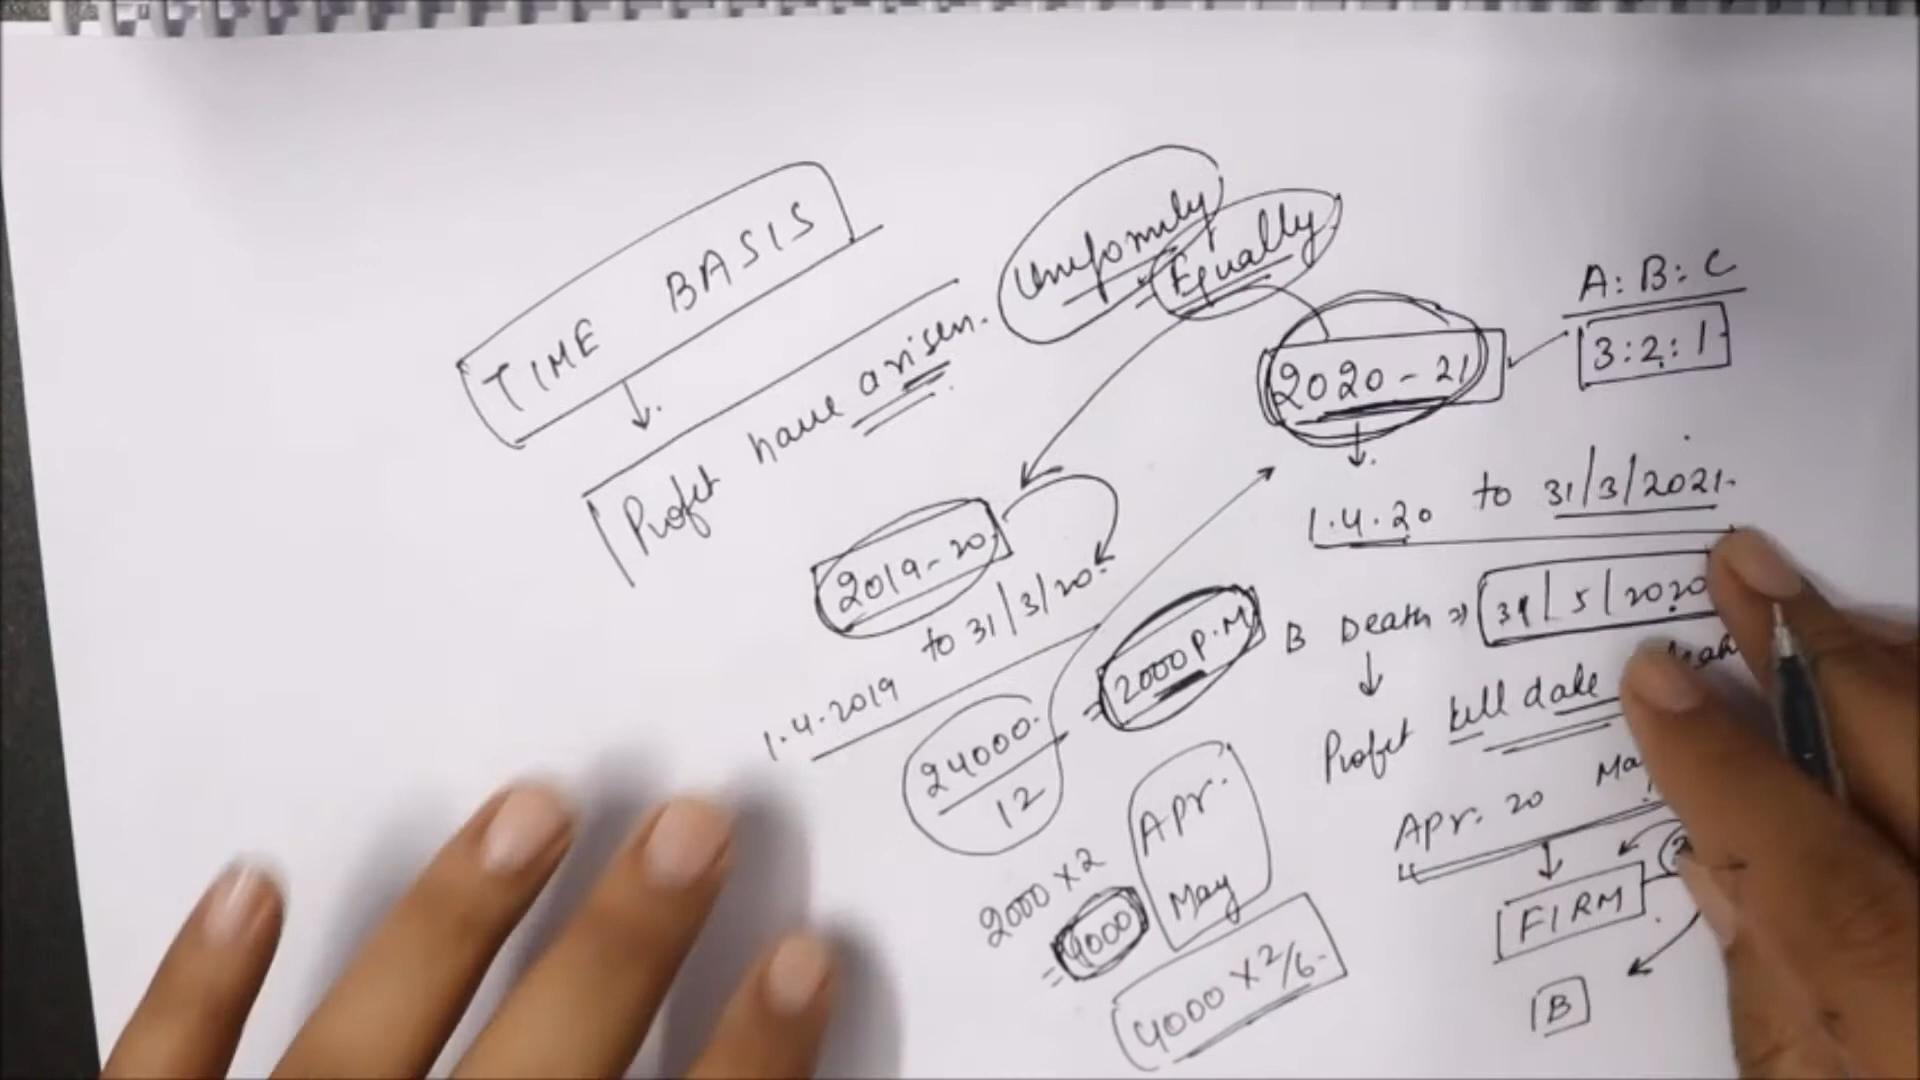 TIME BASIS
Profit have arisen.
Uniformly
Equally
2019-20
1.4.2019 to 31/3/20.
24000.
12
= 2000 P.M
Apr.
May
2000 x 2
= 4000
4000 x 2/6.
A : B : C
3 : 2 : 1
2020-21
1.4.20 to 31/3/2021.
B Death ⇒ 31/5/2020
Profit till date
Apr. 20
FIRM
B